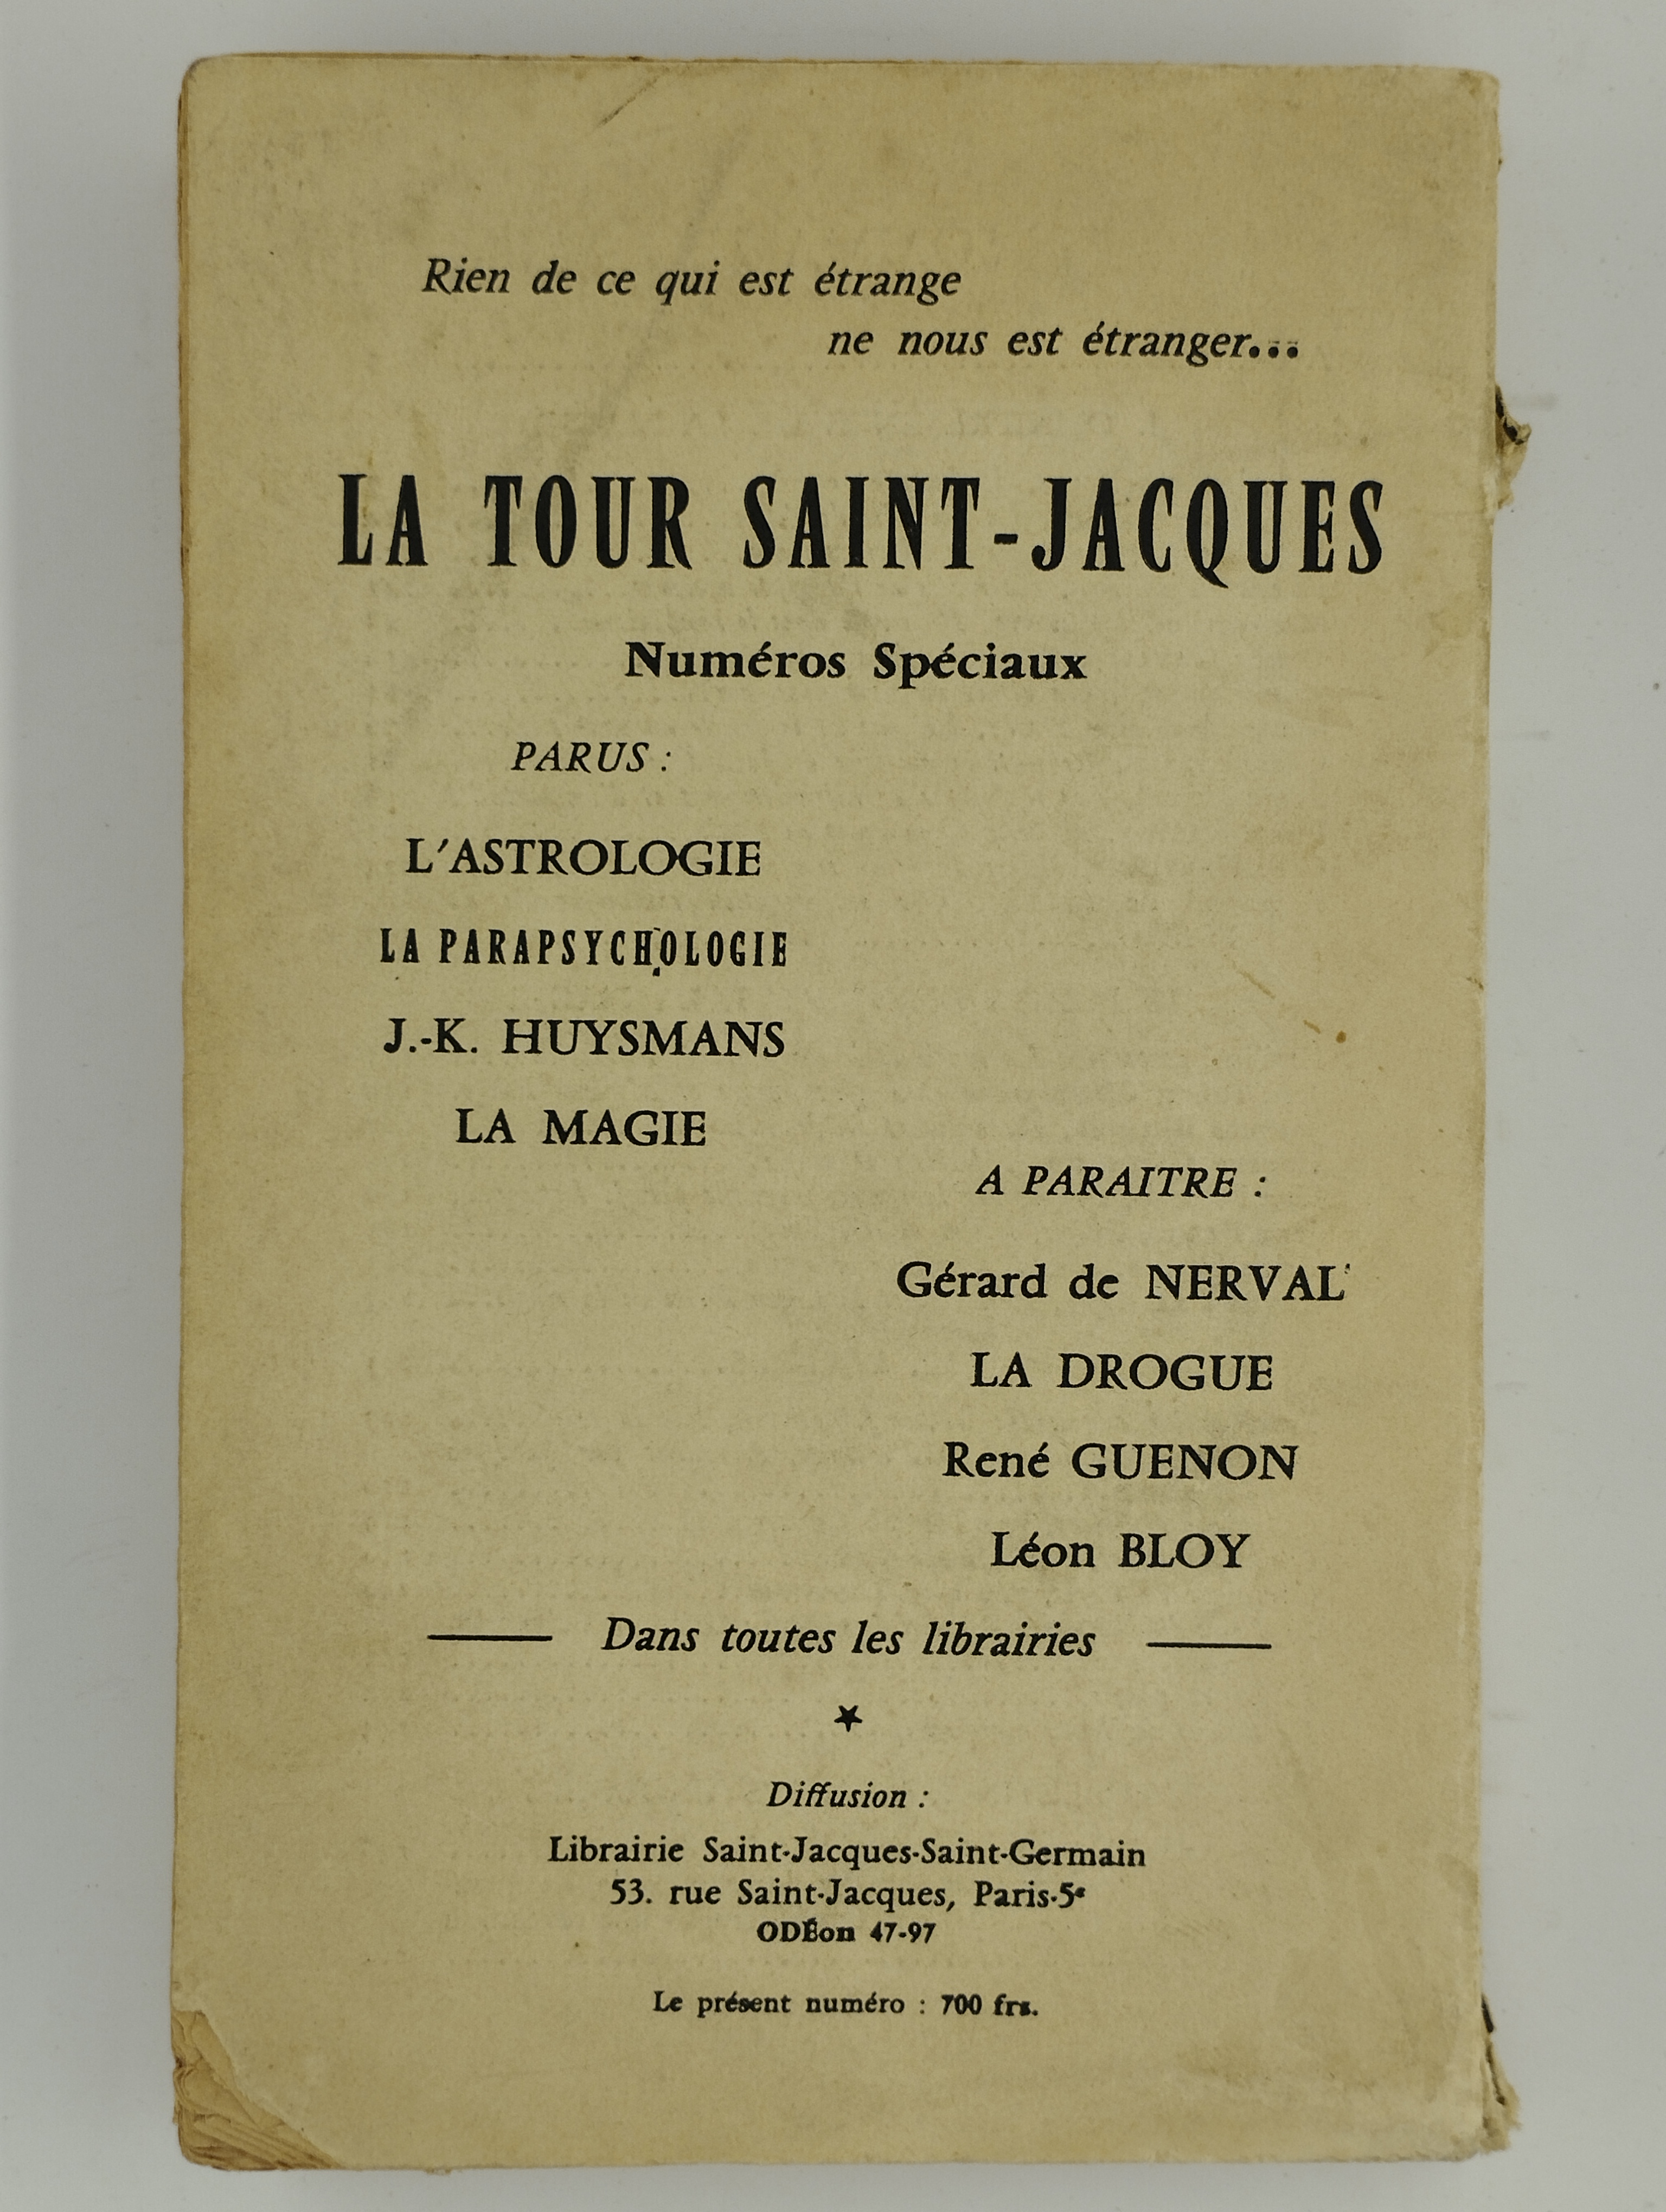 Rien de ce qui est étrange
ne nous est étranger...
LA TOUR SAINT-JACQUES
Numéros Spéciaux
PARUS :
L'ASTROLOGIE
LA PARAPSYCHOLOGIE
J.-K. HUYSMANS
LA MAGIE
A PARAITRE :
Gérard de NERVAL
LA DROGUE
René GUENON
Léon BLOY
Dans toutes les librairies
Diffusion :
Librairie Saint-Jacques-Saint-Germain
53. rue Saint-Jacques, Paris-5e
ODÉon 47-97
Le présent numéro : 700 frs.